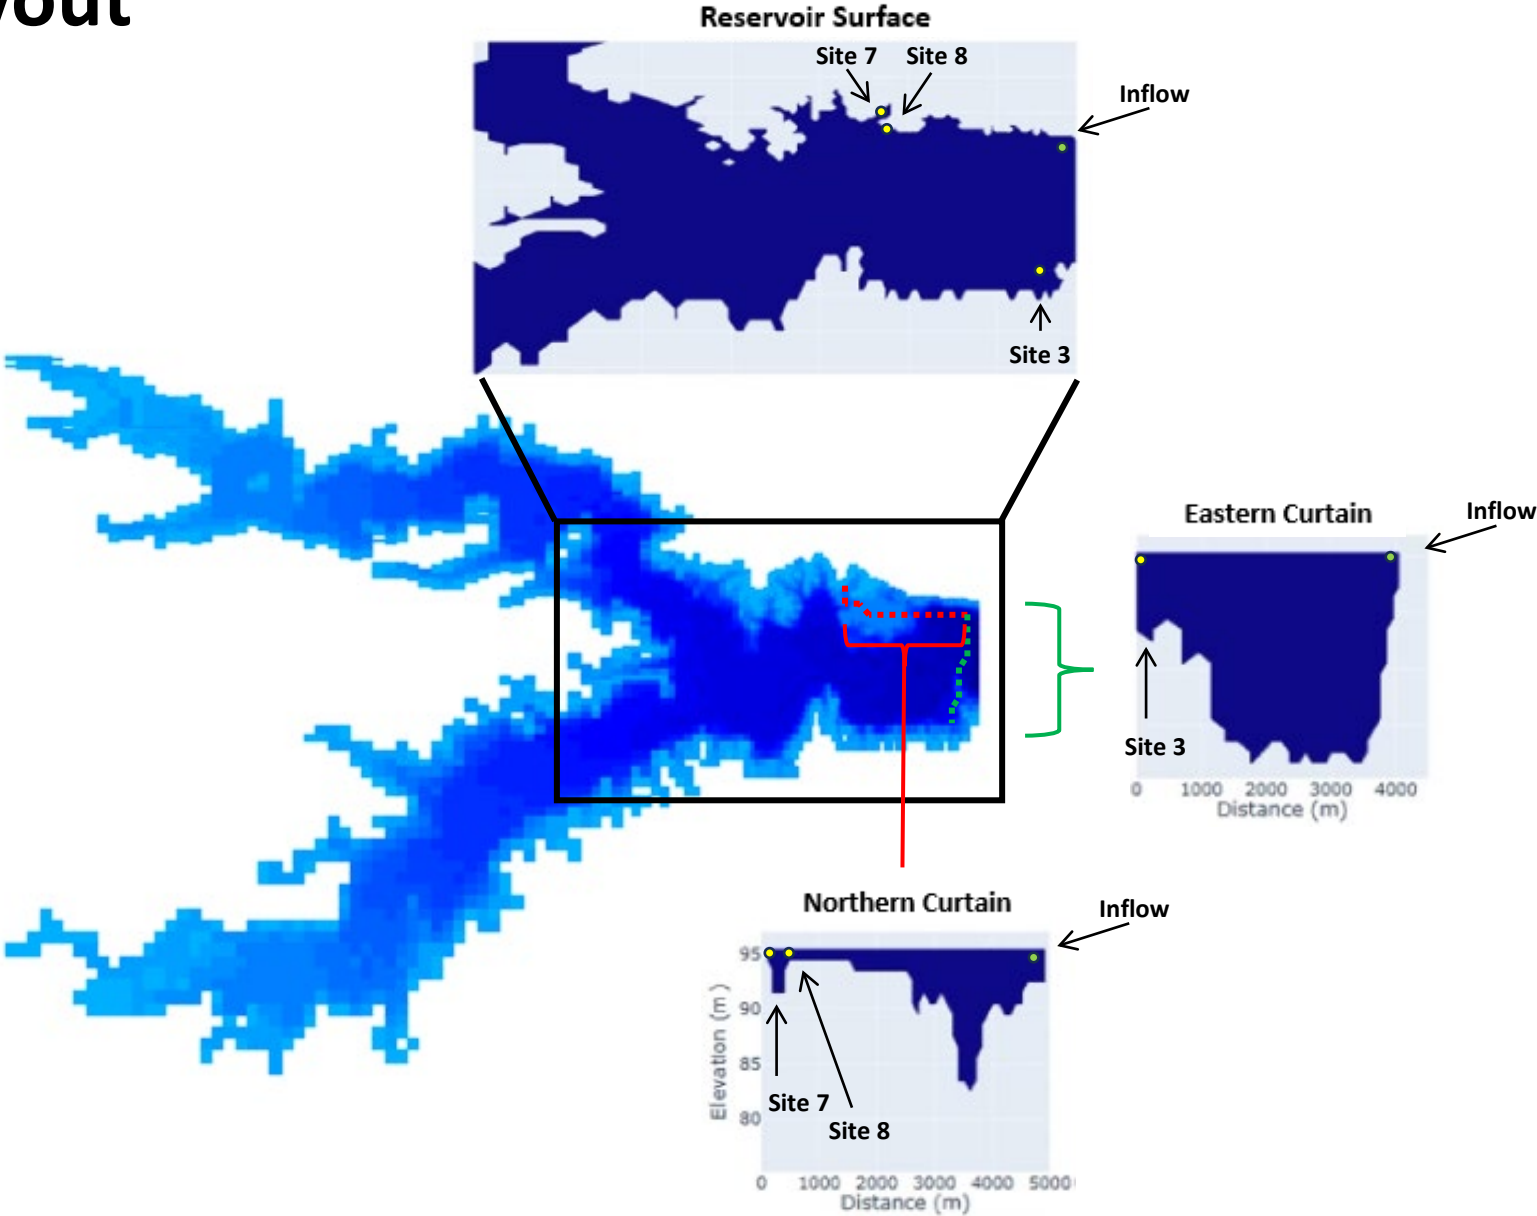 Reservoir Surface
Site 7
Site 8
Inflow
Site 3
Eastern Curtain
Inflow
Site 3
0 1000 2000 3000 4000
Distance (m)
Northern Curtain
Inflow
95
90
85
80
Elevation (m)
Site 7
Site 8
0 1000 2000 3000 4000 5000
Distance (m)